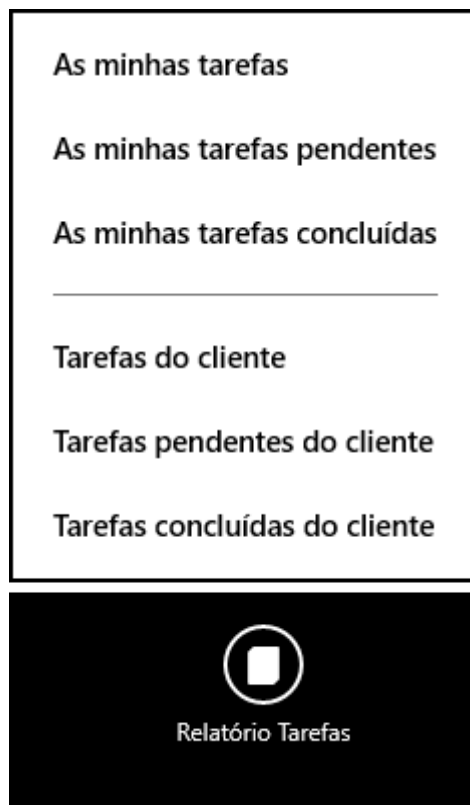 As minhas tarefas
As minhas tarefas pendentes
As minhas tarefas concluídas
Tarefas do cliente
Tarefas pendentes do cliente
Tarefas concluídas do cliente
Relatório Tarefas